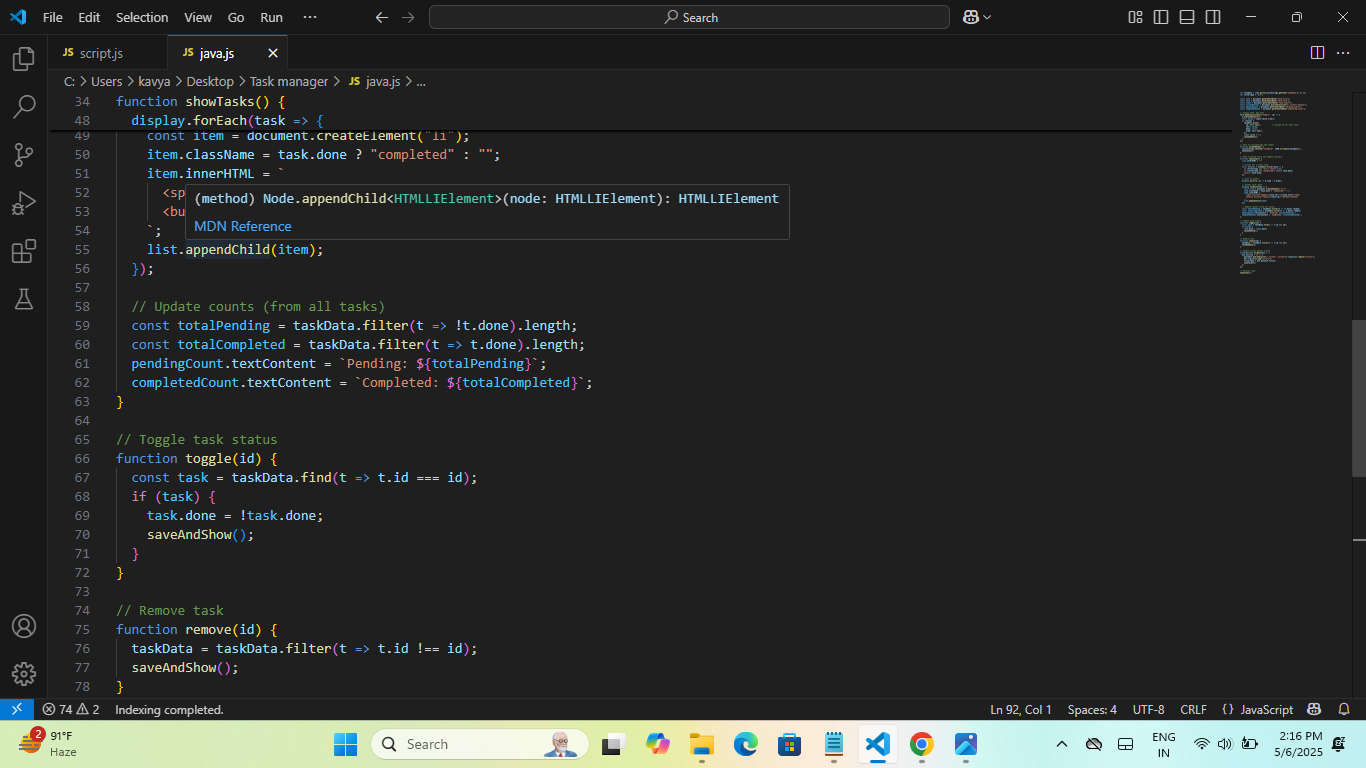 File Edit Selection View Go Run ··· Search
JS script.js JS java.js
C: > Users > kavya > Desktop > Task manager > JS java.js > ...
34 function showTasks() {
48 display.forEach(task => {
49 const item = document.createElement("li");
50 item.className = task.done ? "completed" : "";
51 item.innerHTML = `
52 <sp
(method) Node.appendChild<HTMLLIElement>(node: HTMLLIElement): HTMLLIElement
53 <bu
MDN Reference
54 `;
55 list.appendChild(item);
56 });
57
58 // Update counts (from all tasks)
59 const totalPending = taskData.filter(t => !t.done).length;
60 const totalCompleted = taskData.filter(t => t.done).length;
61 pendingCount.textContent = `Pending: ${totalPending}`;
62 completedCount.textContent = `Completed: ${totalCompleted}`;
63 }
64
65 // Toggle task status
66 function toggle(id) {
67 const task = taskData.find(t => t.id === id);
68 if (task) {
69 task.done = !task.done;
70 saveAndShow();
71 }
72 }
73
74 // Remove task
75 function remove(id) {
76 taskData = taskData.filter(t => t.id !== id);
77 saveAndShow();
78 }
74 2 Indexing completed. Ln 92, Col 1 Spaces: 4 UTF-8 CRLF {} JavaScript
2 91°F
Haze
Search
ENG
IN
2:16 PM
5/6/2025